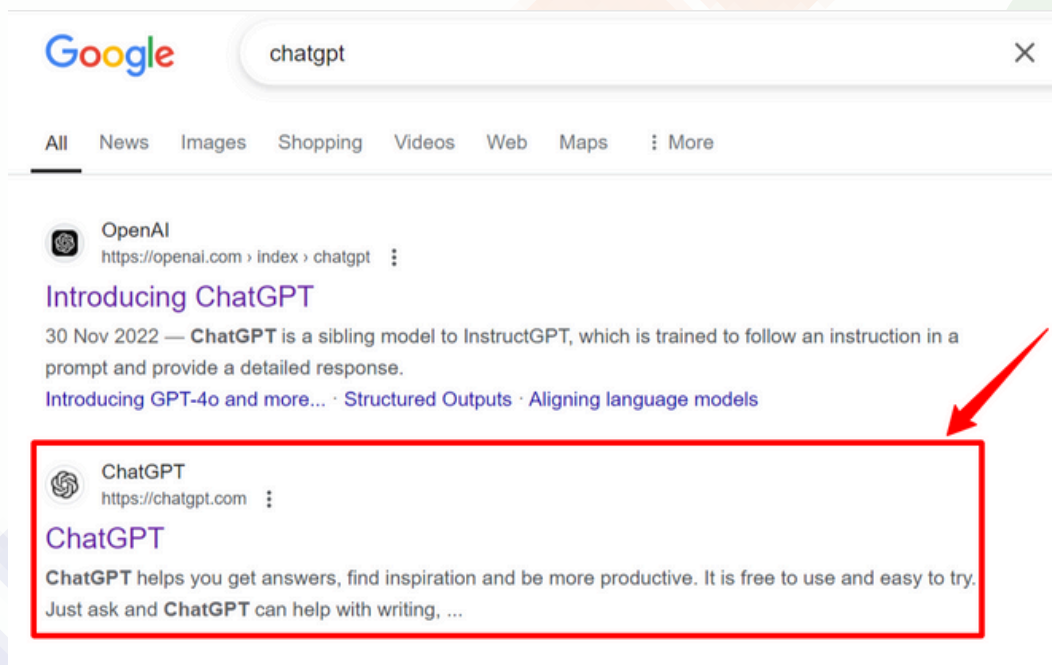 Google chatgpt
All News Images Shopping Videos Web Maps More
OpenAI
https://openai.com › index › chatgpt
Introducing ChatGPT
30 Nov 2022 — ChatGPT is a sibling model to InstructGPT, which is trained to follow an instruction in a
prompt and provide a detailed response.
Introducing GPT-4o and more... · Structured Outputs · Aligning language models
ChatGPT
https://chatgpt.com
ChatGPT
ChatGPT helps you get answers, find inspiration and be more productive. It is free to use and easy to try.
Just ask and ChatGPT can help with writing, ...